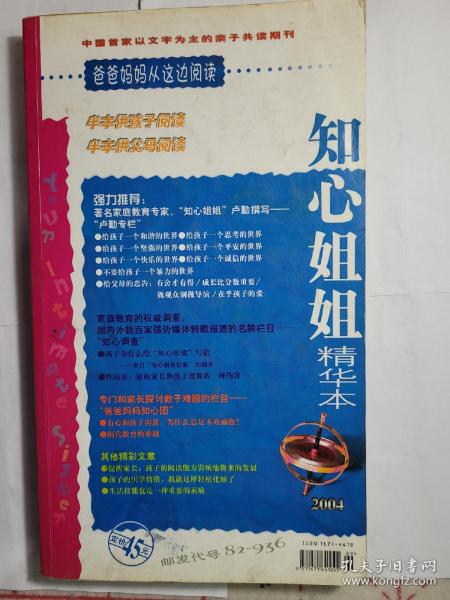 中国首家以文字为主的亲子共读期刊
爸爸妈妈从这边阅读
半本供孩子阅读
半本供父母阅读
知心姐姐
精华本
2004
Your Intimate Sister
强力推荐：
著名家庭教育专家、“知心姐姐”卢勤撰写——
“卢勤专栏”
●给孩子一个和谐的世界●给孩子一个思考的世界
●给孩子一个坚强的世界●给孩子一个平安的世界
●给孩子一个快乐的世界●给孩子一个诚信的世界
●不要给孩子一个暴力的世界
●给父母的忠告：有舍才有得/成长比分数重要/
做观众别做导演/在乎孩子的爱
家庭教育的权威调查、
国内外数百家强势媒体转载报道的名牌栏目——
“知心调查”
●孩子为什么给“知心姐姐”写信
●性侵害：最被家长和孩子忽视的一种伤害
专门和家长探讨教子难题的栏目——
“爸爸妈妈知心团”
●有心和孩子沟通，为什么总是不欢而散？
●隔代教育的难题
其他精彩文章
●提醒家长：孩子的阅读能力影响他将来的发展
●孩子的厌学情绪，我就这样轻松化解了
●生活技能也是一种重要的素质
定价45元
邮发代号 82-936
ISSN 1671-6418
孔夫子旧书网